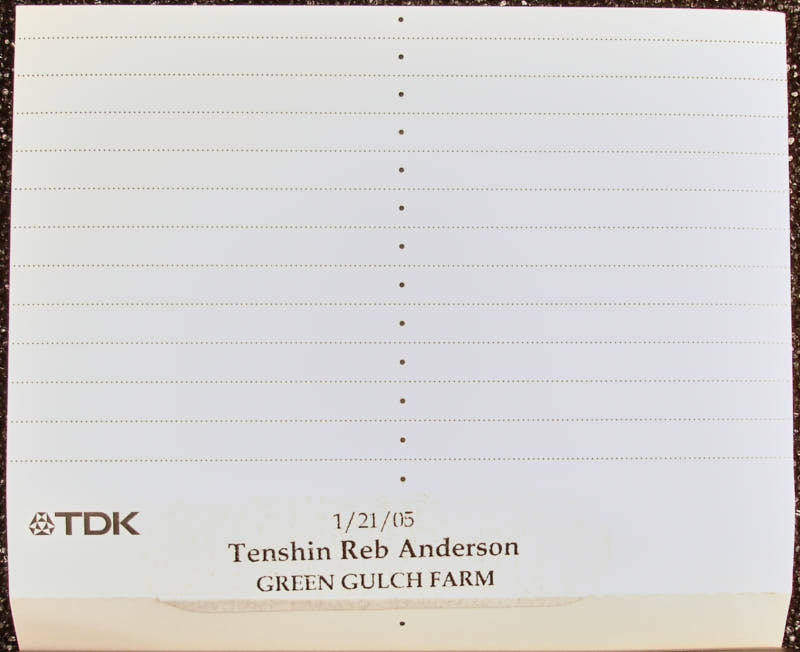 TDK
1/21/05
Tenshin Reb Anderson
GREEN GULCH FARM